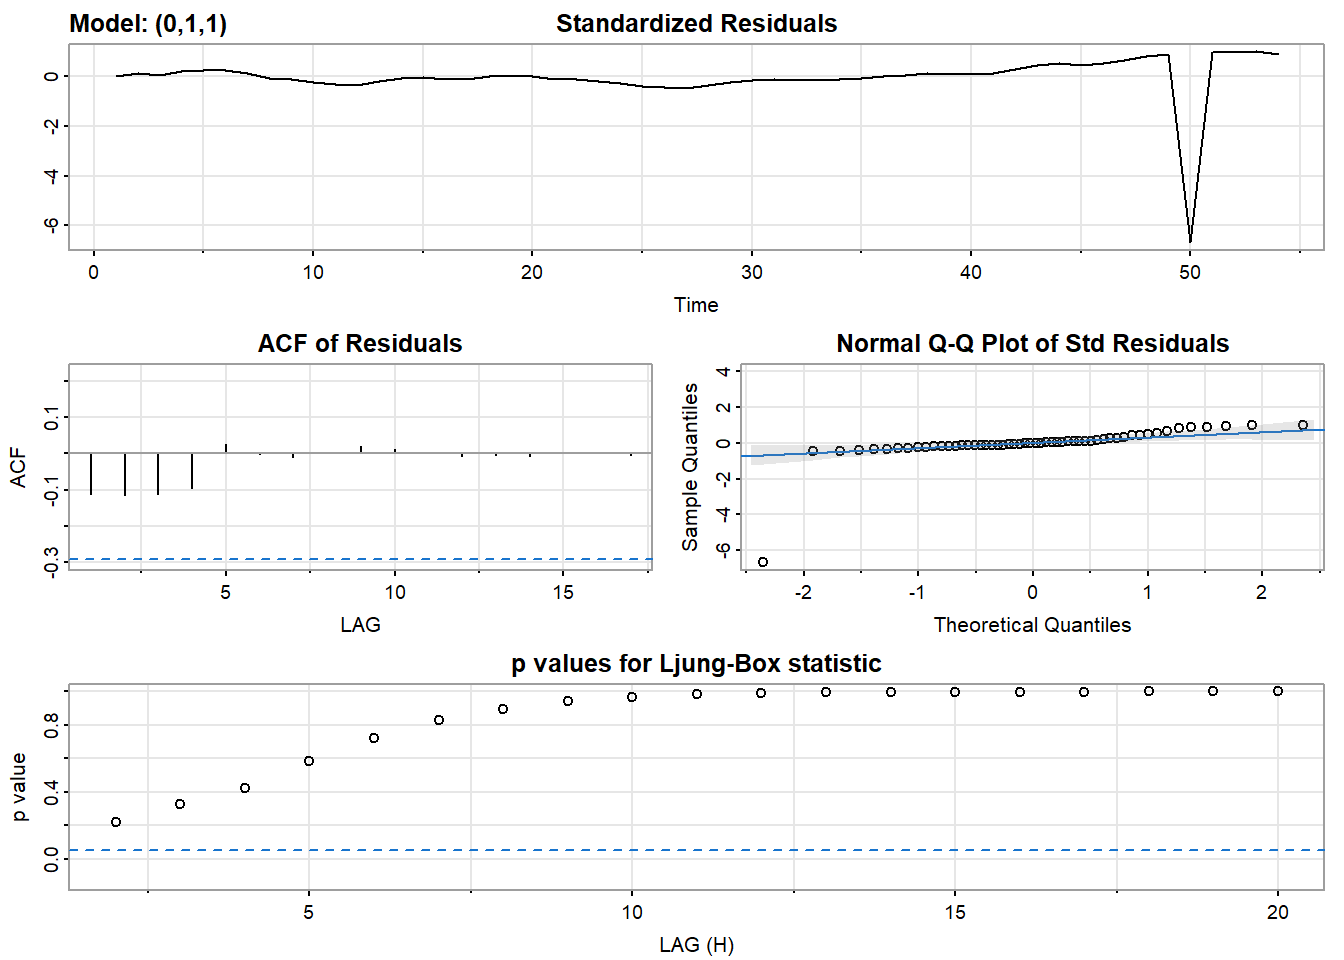 Model: (0,1,1) Standardized Residuals
0
-2
-4
-6
0 10 20 30 40 50
Time
ACF of Residuals
0.1
-0.1
-0.3
ACF
5 10 15
LAG
Normal Q-Q Plot of Std Residuals
4
2
0
-2
-4
-6
Sample Quantiles
-2 -1 0 1 2
Theoretical Quantiles
p values for Ljung-Box statistic
0.8
0.4
0.0
p value
5 10 15 20
LAG (H)